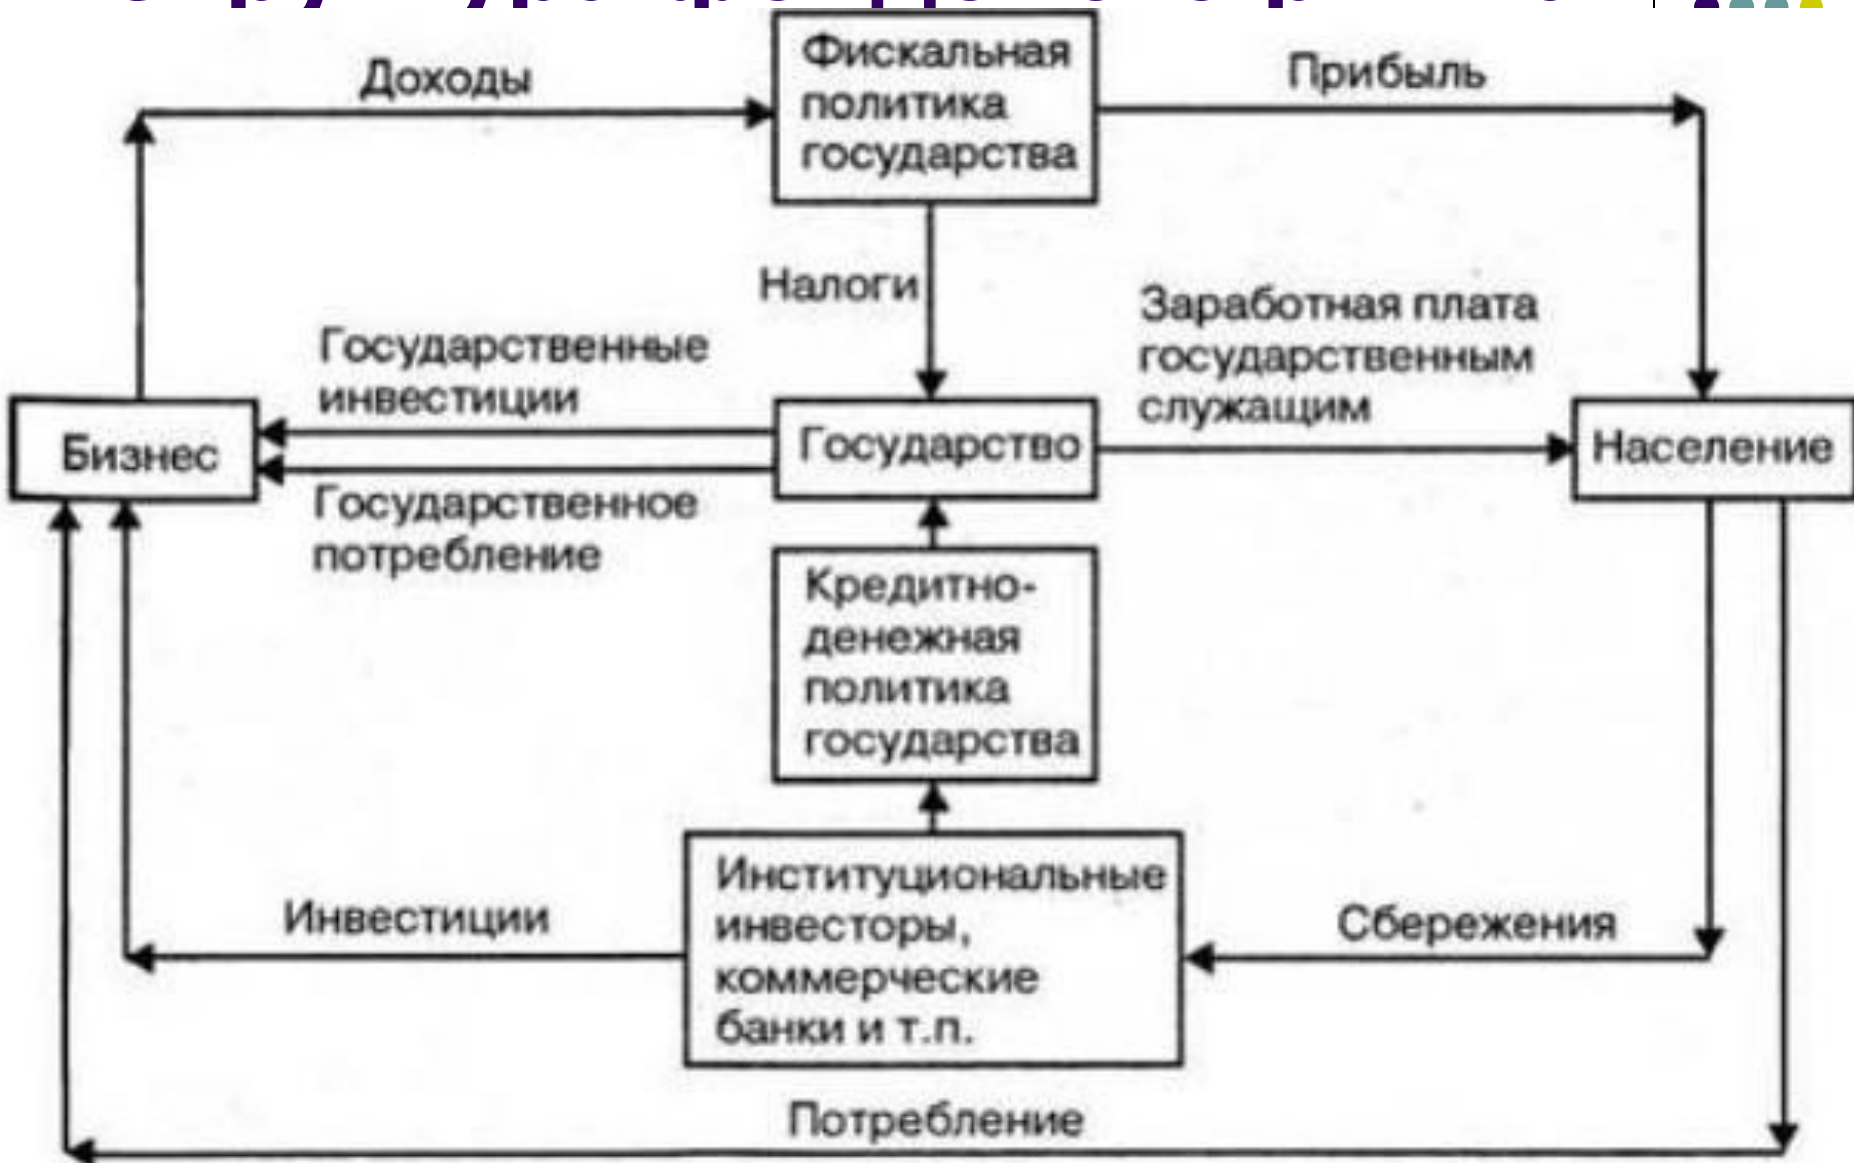 Доходы
Фискальная
политика
государства
Прибыль
Налоги
Заработная плата
государственным
служащим
Государственные
инвестиции
Бизнес
Государство
Население
Государственное
потребление
Кредитно-
денежная
политика
государства
Инвестиции
Институциональные
инвесторы,
коммерческие
банки и т.п.
Сбережения
Потребление